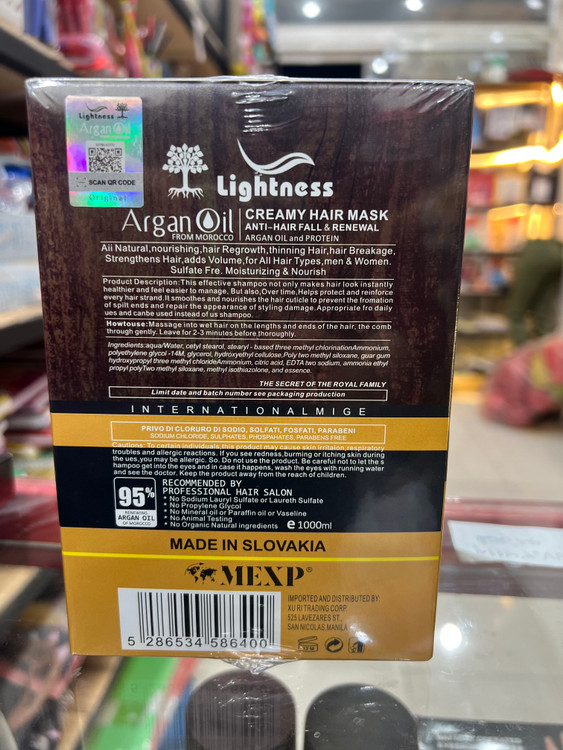 Lightness
Argan Oil
SCAN QR CODE
Original
Lightness
Argan Oil
FROM MOROCCO
CREAMY HAIR MASK
ANTI-HAIR FALL & RENEWAL
ARGAN OIL and PROTEIN
Aii Natural,nourishing,hair Regrowth,thinning Hair,hair Breakage,
Strengthens Hair,adds Volume,for All Hair Types,men & Women.
Sulfate Fre. Moisturizing & Nourish
Product Description:This effective shampoo not only makes hair look instantly
healthier and feel easier to manage. But also,Over time,Helps protect and reinforce
every hair strand.It smoothes and nourishes the hair cuticle to prevent the fromation
of spilt ends and repair the appearance of styling damage.Appropriate fro daily
ues and canbe used instead of us shampoo.
Howtouse:Massage into wet hair on the lengths and ends of the hair, the comb
through gently. Leave for 2-3 minutes before thoroughly.
Ingredients:aqua/Water, cetyl stearol, stearyl - based three methyl chlorinationAmmonium,
polyethylene glycol -14M, glycerol, hydroxyethyl cellulose,Poly two methyl siloxane, guar gum
hydroxypropyl three methyl chlorideAmmonium, citric acid, EDTA two sodium, ammonia ethyl
propyl polyTwo methyl siloxane, methyl isothiazolone, and essence.
THE SECRET OF THE ROYAL FAMILY
Limit date and batch number see packaging production
INTERNATIONALMIGE
PRIVO DI CLORURO DI SODIO, SOLFATI, FOSFATI, PARABENI
SODIUM CHLORIDE, SULPHATES, PHOSPAHATES, PARABENS FREE
Cautions: To certain individuals,this product may cause skin irritaion,respiratory
troubles and allergic reactions. If you see redness,burming or itching skin during
the ues,you may be allergic. So. Do not use the product. Be careful not to let the s
hampoo get into the eyes and in case it happens, wash the eyes with running water
and see the doctor. Keep the product away from the reach of children.
95%
RENEWING
ARGAN OIL
OF MOROCCO
RECOMMENDED BY
PROFESSIONAL HAIR SALON
• No Sodium Lauryl Sulfate or Laureth Sulfate
• No Propylene Glycol
• No Mineral oil or Paraffin oil or Vaseline
• No Animal Testing
• No Organic Natural ingredients
e 1000ml
MADE IN SLOVAKIA
MEXP®
IMPORTED AND DISTRIBUTED BY:
XU RI TRADING CORP.
525 LAVEZARES ST.,
SAN NICOLAS, MANILA
5 286534 586400